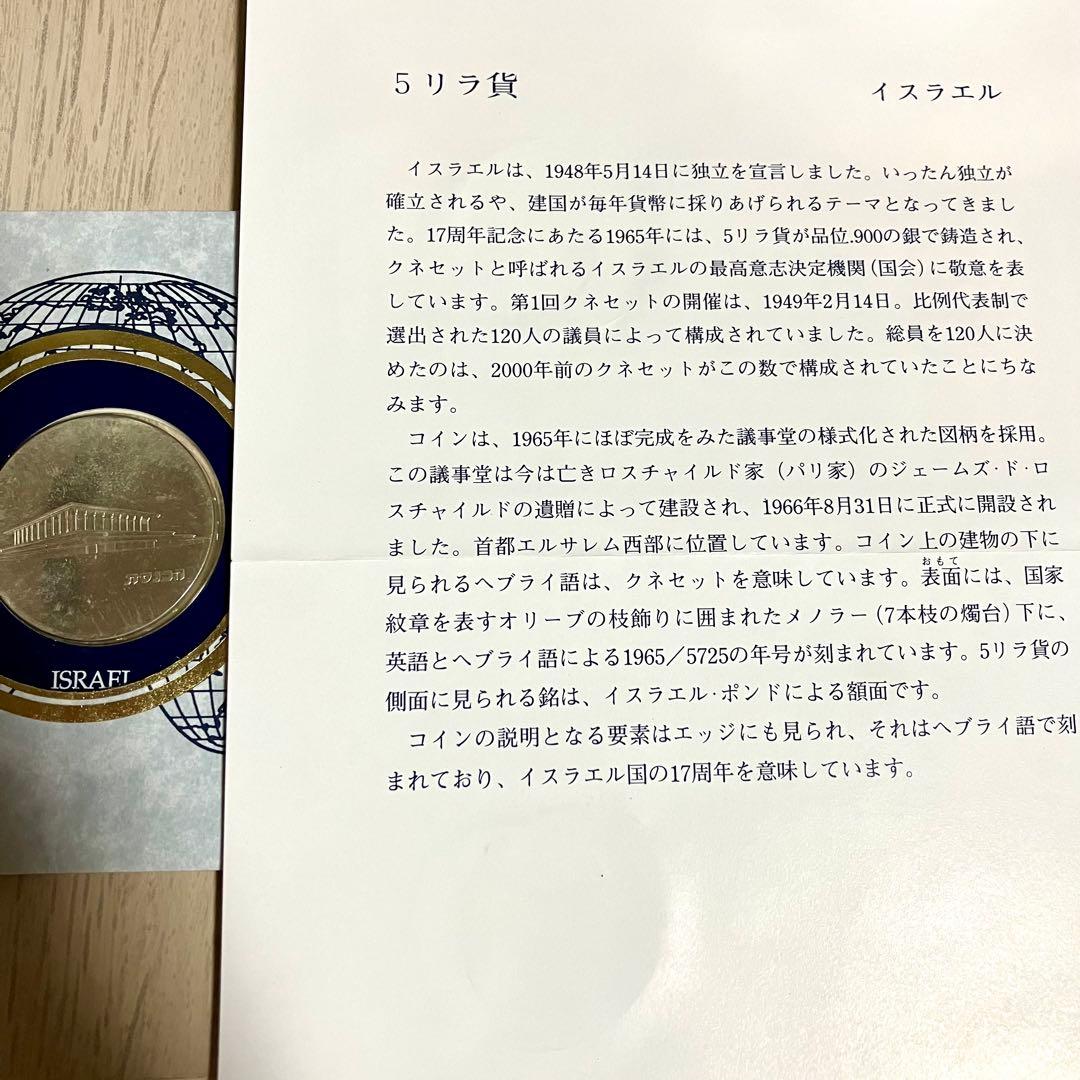 5リラ貨
イスラエル
イスラエルは、1948年5月14日に独立を宣言しました。いったん独立が
確立されるや、建国が毎年貨幣に採りあげられるテーマとなってきまし
た。17周年記念にあたる1965年には、5リラ貨が品位.900の銀で鋳造され、
クネセットと呼ばれるイスラエルの最高意志決定機関(国会)に敬意を表
しています。第1回クネセットの開催は、1949年2月14日。比例代表制で
選出された120人の議員によって構成されていました。総員を120人に決
めたのは、2000年前のクネセットがこの数で構成されていたことにちな
みます。
コインは、1965年にほぼ完成をみた議事堂の様式化された図柄を採用。
この議事堂は今は亡きロスチャイルド家(パリ家)のジェームズ·ド·ロ
スチャイルドの遺贈によって建設され、1966年8月31日に正式に開設され
ました。首都エルサレム西部に位置しています。コイン上の建物の下に
見られるヘブライ語は、クネセットを意味しています。表面には、国家
おもて
紋章を表すオリーブの枝飾りに囲まれたメノラー(7本枝の燭台)下に、
英語とヘブライ語による1965/5725の年号が刻まれています。5リラ貨の
側面に見られる銘は、イスラエル·ポンドによる額面です。
コインの説明となる要素はエッジにも見られ、それはヘブライ語で刻
まれており、イスラエル国の17周年を意味しています。
הכנסת
ISRAEL